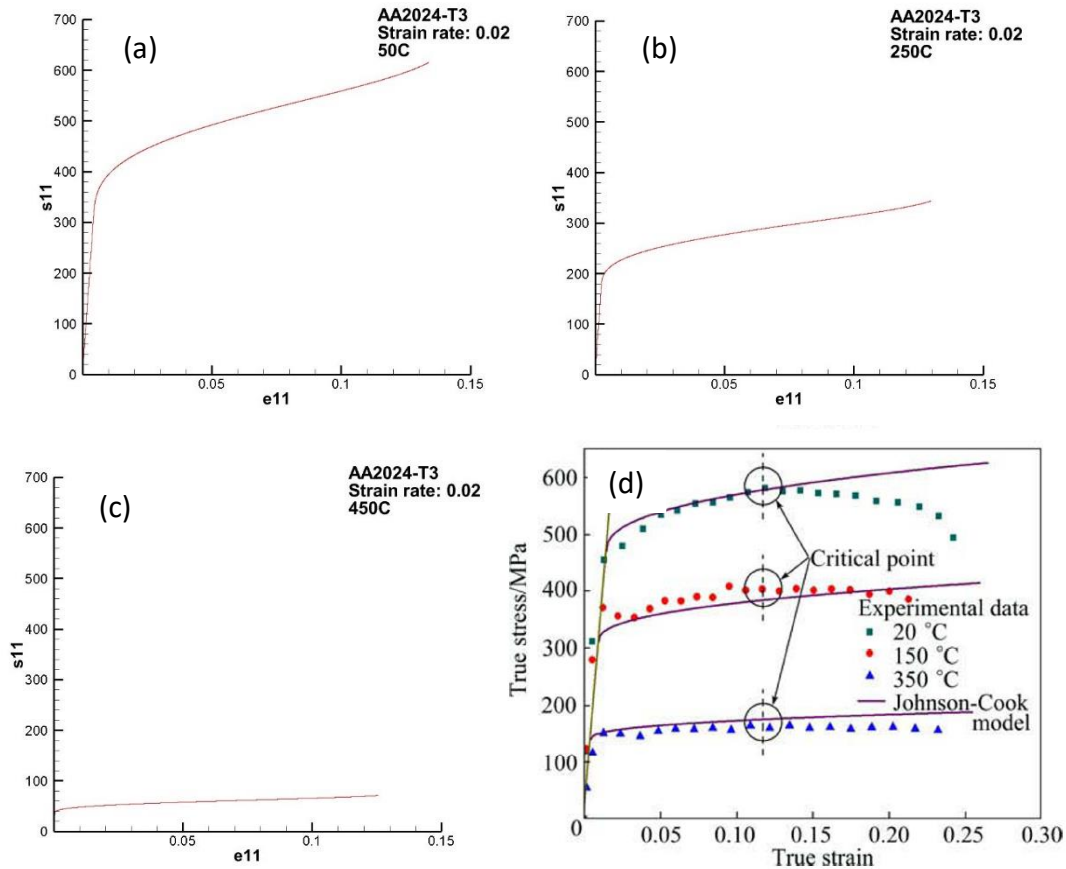 (a)
AA2024-T3
Strain rate: 0.02
50C
700
600
500
400
300
200
100
0
s11
0.05
0.1
0.15
e11
(b)
AA2024-T3
Strain rate: 0.02
250C
700
600
500
400
300
200
100
0
s11
0.05
0.1
0.15
e11
(c)
AA2024-T3
Strain rate: 0.02
450C
700
600
500
400
300
200
100
0
s11
0.05
0.1
0.15
e11
(d)
600
500
400
300
200
100
0
True stress/MPa
Critical point
Experimental data
20 °C
150 °C
350 °C
Johnson-Cook
model
0.05
0.10
0.15
0.20
0.25
0.30
True strain